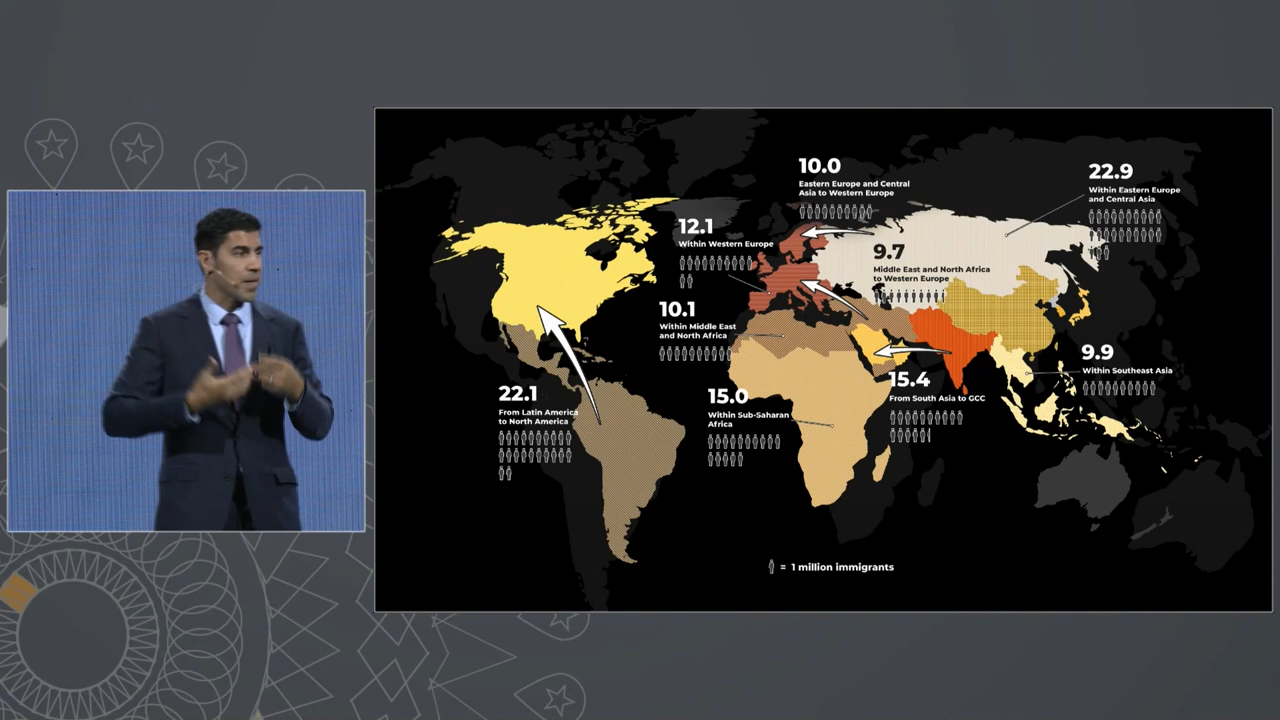 10.0
Eastern Europe and Central
Asia to Western Europe
22.9
Within Eastern Europe
and Central Asia
12.1
Within Western Europe
9.7
Middle East and North Africa
to Western Europe
10.1
Within Middle East
and North Africa
9.9
Within Southeast Asia
15.4
From South Asia to GCC
22.1
From Latin America
to North America
15.0
Within Sub-Saharan
Africa
= 1 million immigrants